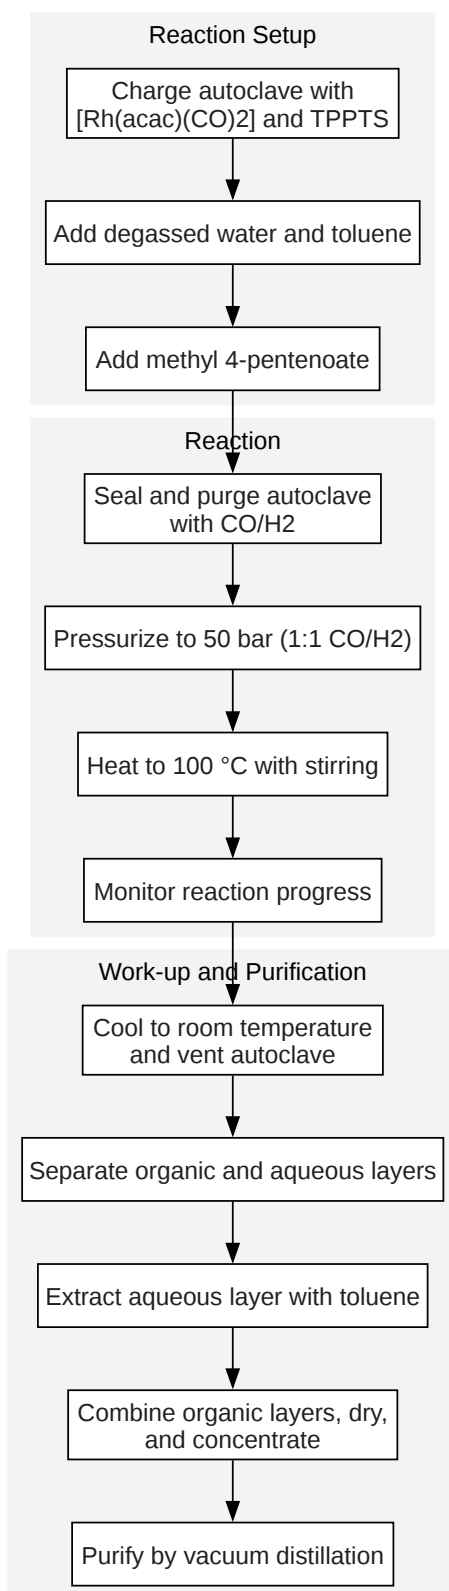 Reaction Setup
Charge autoclave with
[Rh(acac)(CO)2] and TPPTS
Add degassed water and toluene
Add methyl 4-pentenoate
Reaction
Seal and purge autoclave
with CO/H2
Pressurize to 50 bar (1:1 CO/H2)
Heat to 100 °C with stirring
Monitor reaction progress
Work-up and Purification
Cool to room temperature
and vent autoclave
Separate organic and aqueous layers
Extract aqueous layer with toluene
Combine organic layers, dry,
and concentrate
Purify by vacuum distillation